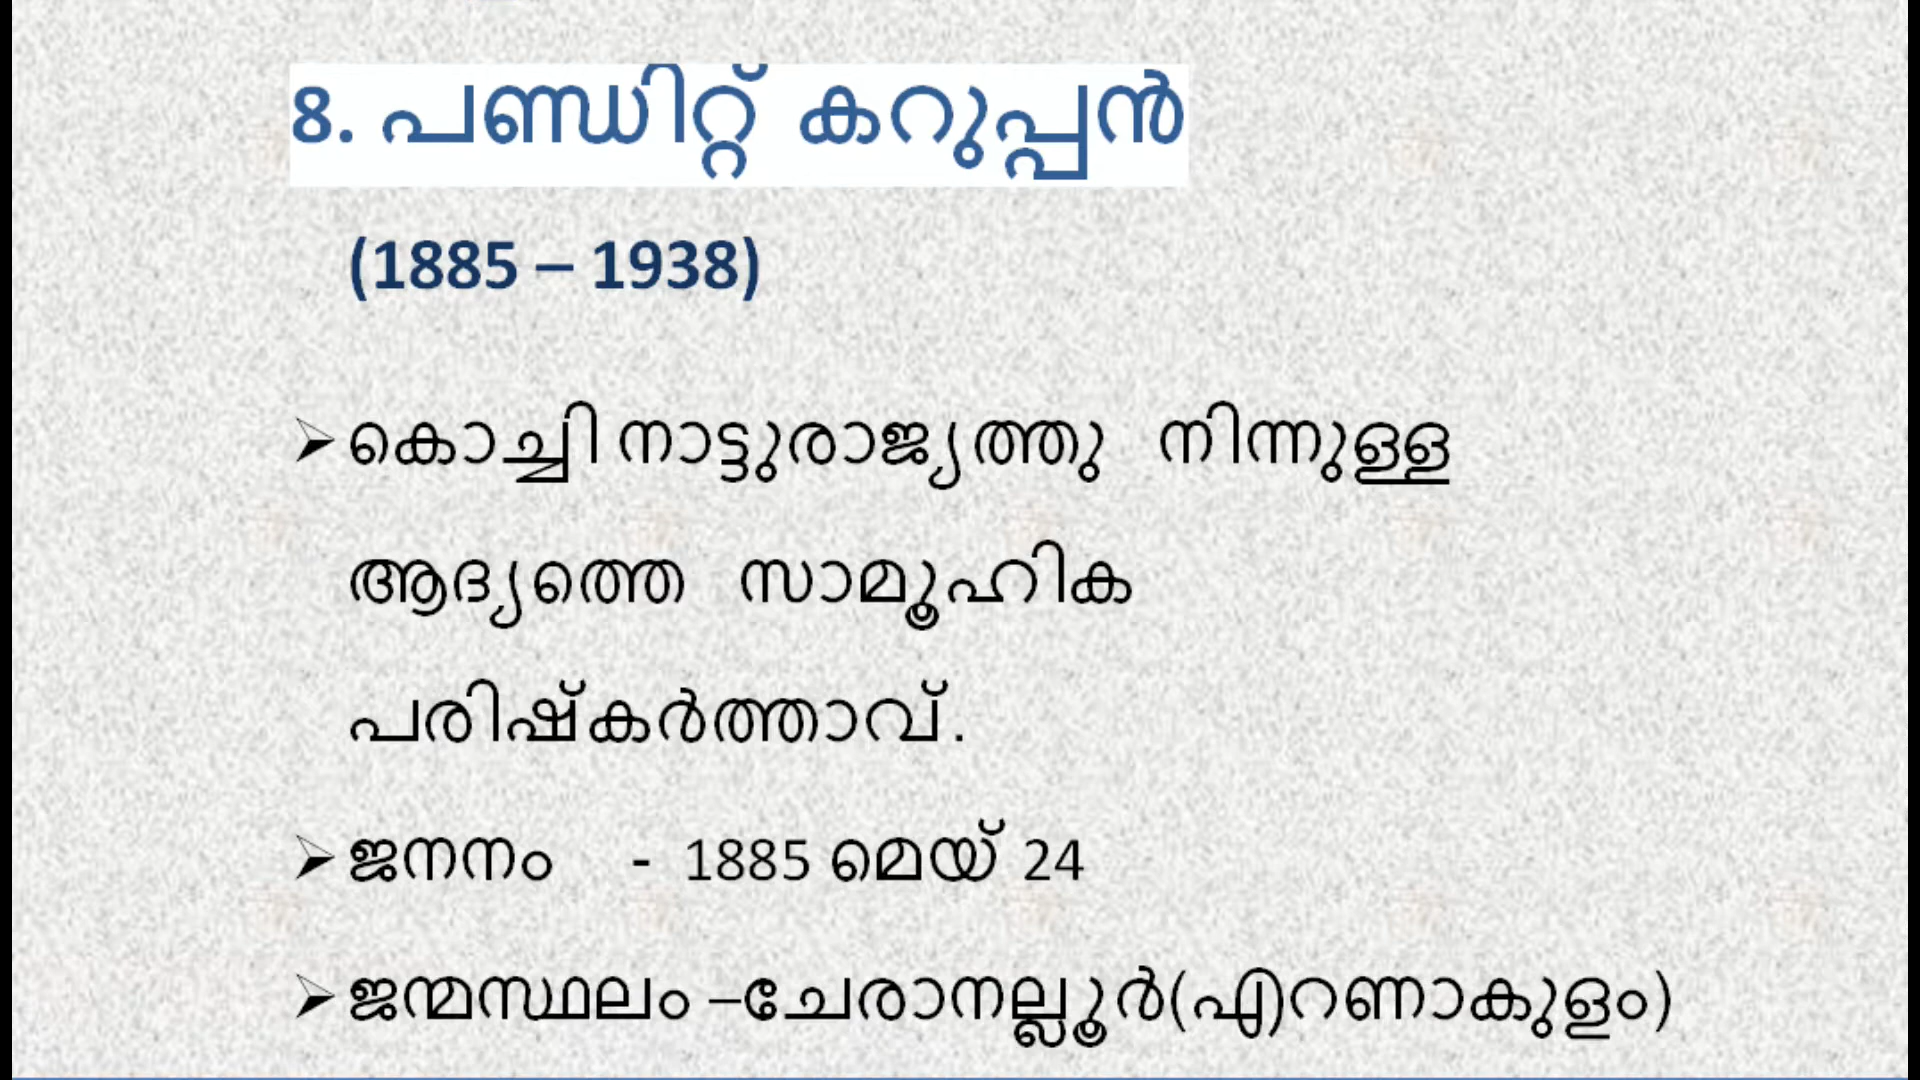 8. പണ്ഡിറ്റ് കറുപ്പൻ
(1885 – 1938)
➢കൊച്ചി നാട്ടുരാജ്യത്തു നിന്നുള്ള
ആദ്യത്തെ സാമൂഹിക
പരിഷ്കർത്താവ്.
➢ജനനം - 1885 മെയ് 24
➢ജന്മസ്ഥലം –ചേരാനല്ലൂർ(എറണാകുളം)